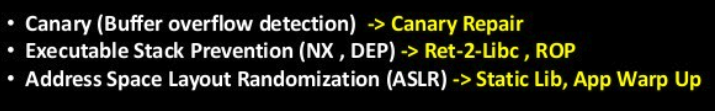 • Canary (Buffer overflow detection) -> Canary Repair
• Executable Stack Prevention (NX , DEP) -> Ret-2-Libc , ROP
• Address Space Layout Randomization (ASLR) -> Static Lib, App Warp Up